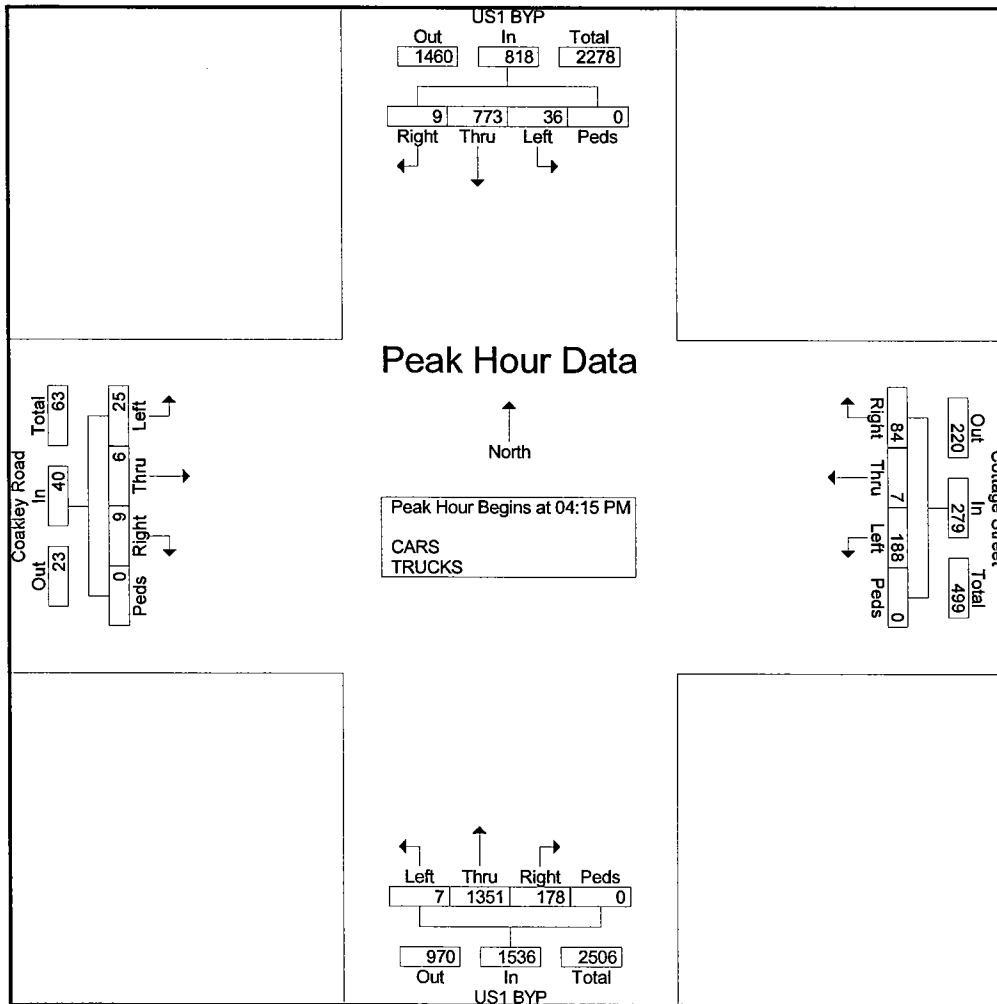 US1 BYP
Out In Total
1460 818 2278
9 773 36 0
Right Thru Left Peds
Peak Hour Data
North
Peak Hour Begins at 04:15 PM
CARS
TRUCKS
Coakley Road
Total In Out
63 40 23
25 6 9 0
Left Thru Right Peds
Right Thru Left Peds
84 7 188 0
220 279 499
Out In Total
Cottage Street
Left Thru Right Peds
7 1351 178 0
970 1536 2506
Out In Total
US1 BYP